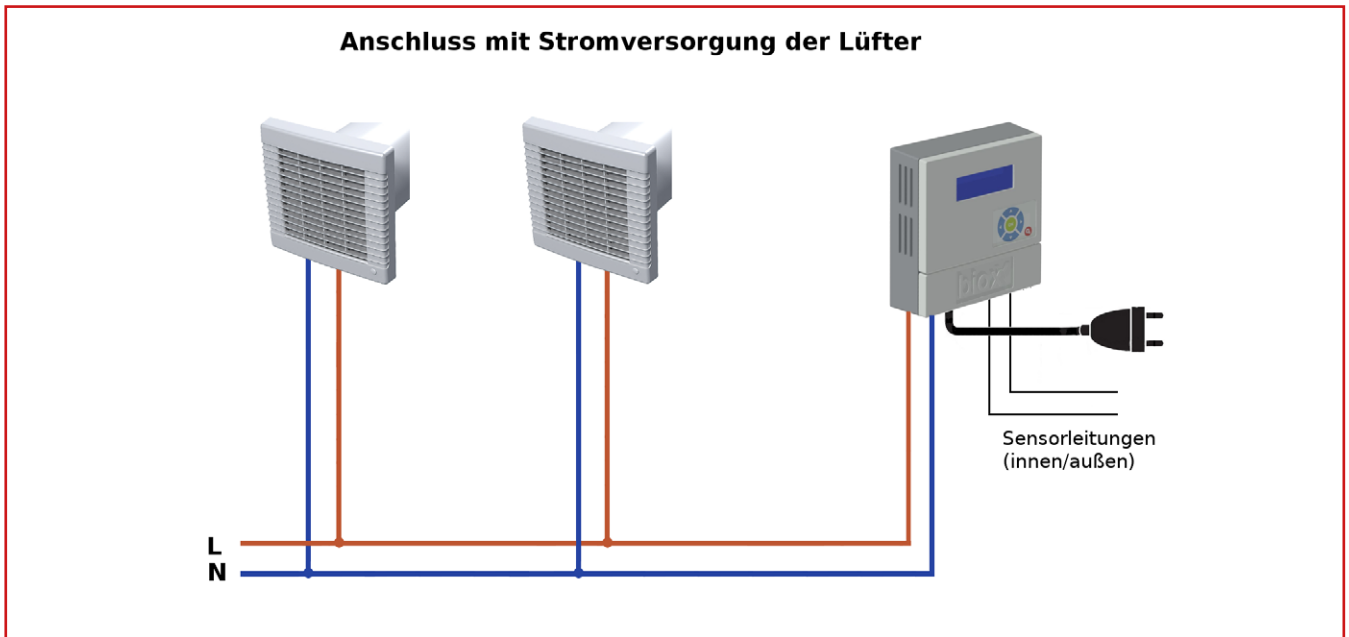 Anschluss mit Stromversorgung der Lüfter
biox
Sensorleitungen
(innen/außen)
L
N